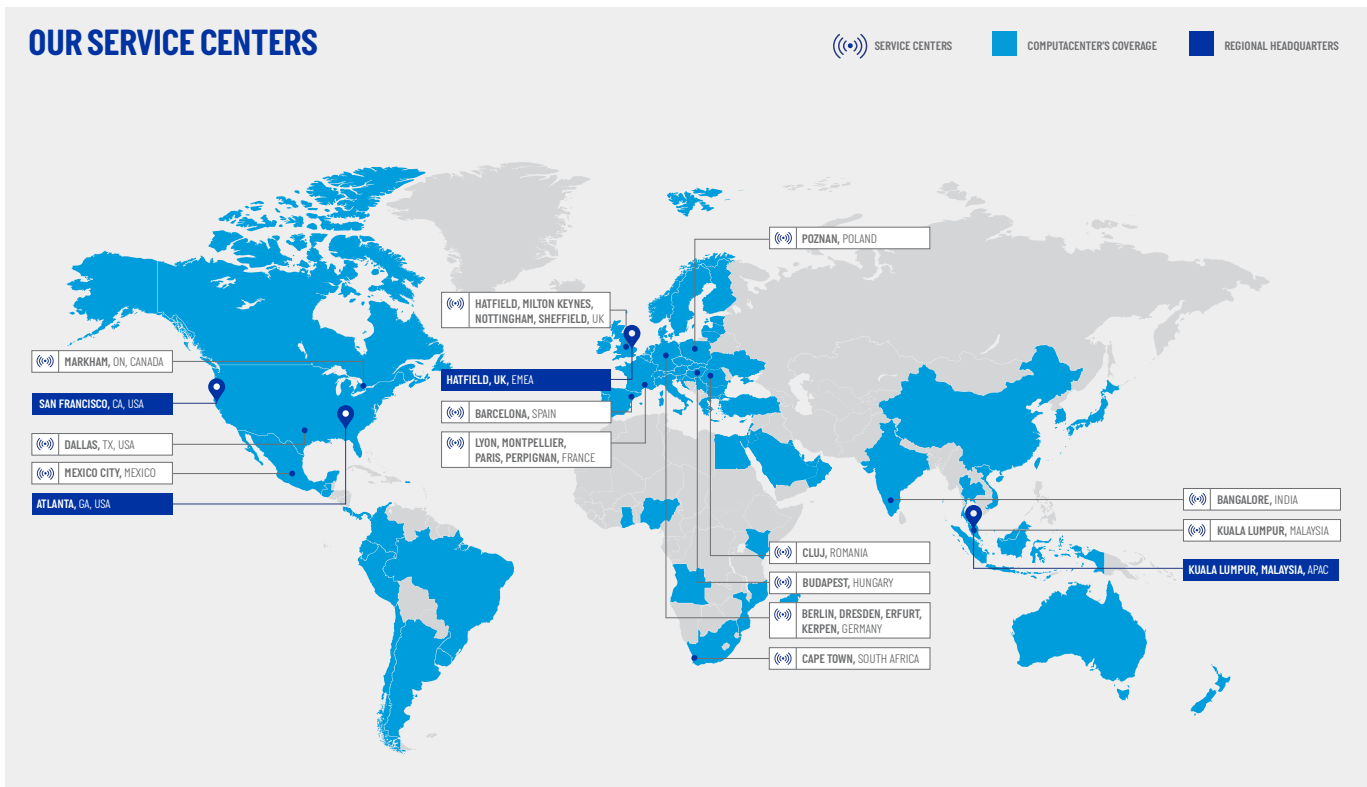 OUR SERVICE CENTERS
SERVICE CENTERS
COMPUTACENTER'S COVERAGE
REGIONAL HEADQUARTERS
POZNAN, POLAND
HATFIELD, MILTON KEYNES,
NOTTINGHAM, SHEFFIELD, UK
MARKHAM, ON, CANADA
HATFIELD, UK, EMEA
SAN FRANCISCO, CA, USA
BARCELONA, SPAIN
DALLAS, TX, USA
LYON, MONTPELLIER,
PARIS, PERPIGNAN, FRANCE
MEXICO CITY, MEXICO
ATLANTA, GA, USA
BANGALORE, INDIA
KUALA LUMPUR, MALAYSIA
KUALA LUMPUR, MALAYSIA, APAC
CLUJ, ROMANIA
BUDAPEST, HUNGARY
BERLIN, DRESDEN, ERFURT,
KERPEN, GERMANY
CAPE TOWN, SOUTH AFRICA